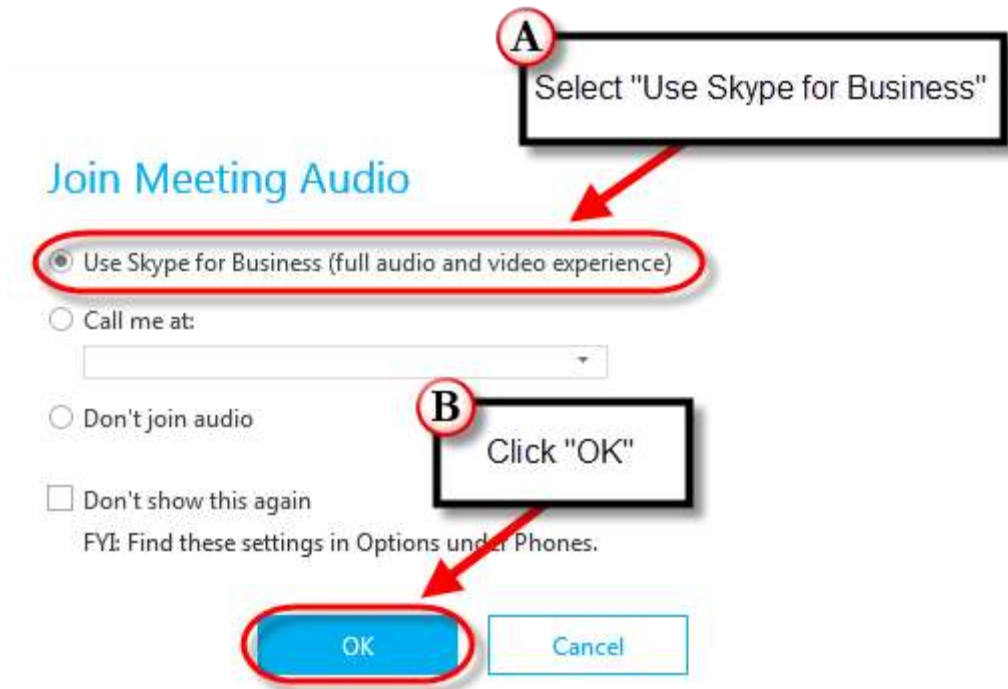 A
Select "Use Skype for Business"
Join Meeting Audio
Use Skype for Business (full audio and video experience)
Call me at:
Don't join audio
B
Click "OK"
Don't show this again
FYI: Find these settings in Options under Phones.
OK
Cancel